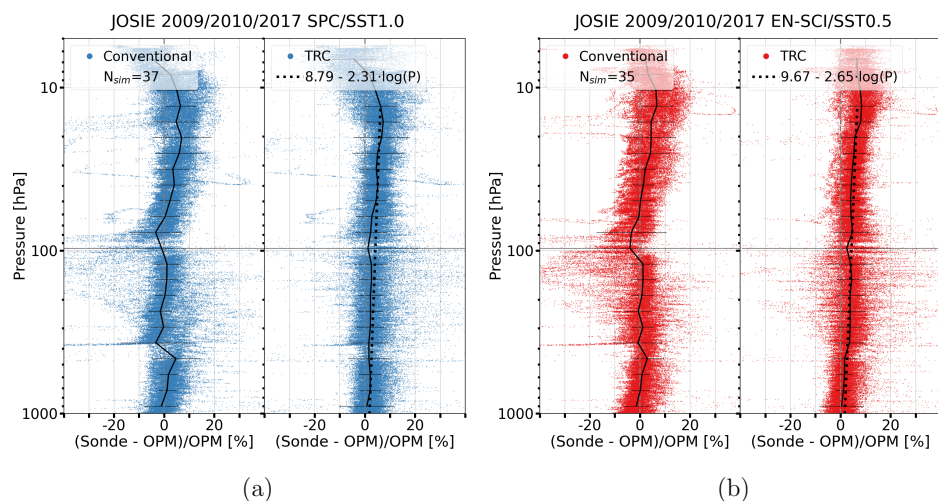 JOSIE 2009/2010/2017 SPC/SST1.0
Conventional
N_sim=37
TRC
8.79 - 2.31·log(P)
10
100
1000
Pressure [hPa]
-20 0 20
-20 0 20
(Sonde - OPM)/OPM [%]
(Sonde - OPM)/OPM [%]
(a)
JOSIE 2009/2010/2017 EN-SCI/SST0.5
Conventional
N_sim=35
TRC
9.67 - 2.65·log(P)
10
100
1000
Pressure [hPa]
-20 0 20
-20 0 20
(Sonde - OPM)/OPM [%]
(Sonde - OPM)/OPM [%]
(b)